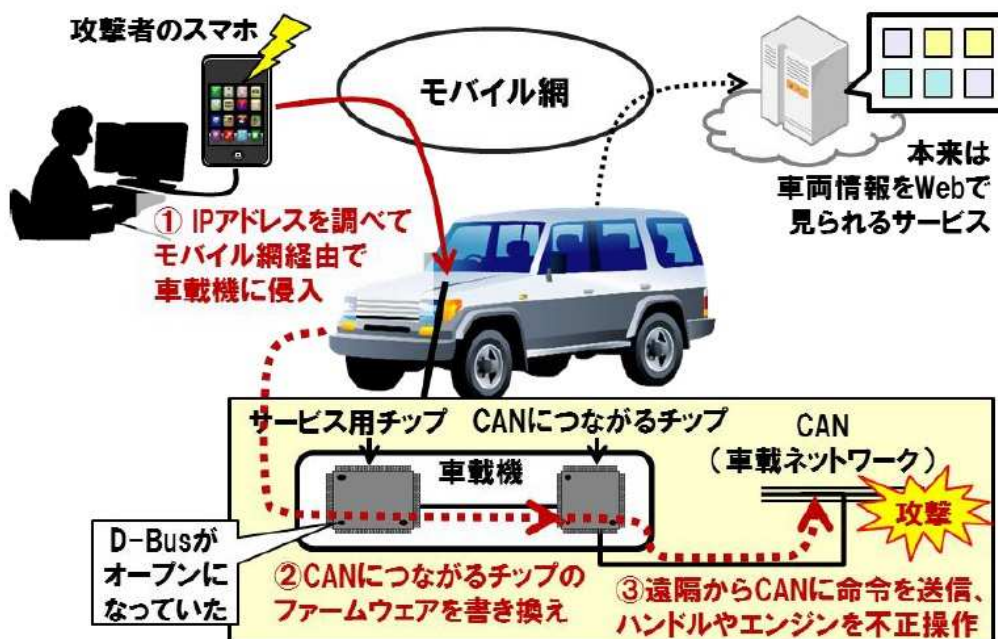 攻撃者のスマホ
モバイル網
本来は
車両情報をWebで
見られるサービス
① IPアドレスを調べて
モバイル網経由で
車載機に侵入
サービス用チップ
CANにつながるチップ
CAN
（車載ネットワーク）
車載機
攻撃
D-Busが
オープンに
なっていた
②CANにつながるチップの
ファームウェアを書き換え
③遠隔からCANに命令を送信、
ハンドルやエンジンを不正操作